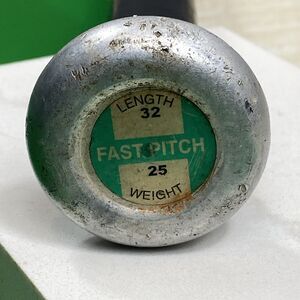 LENGTH
32
FAST PITCH
25
WEIGHT